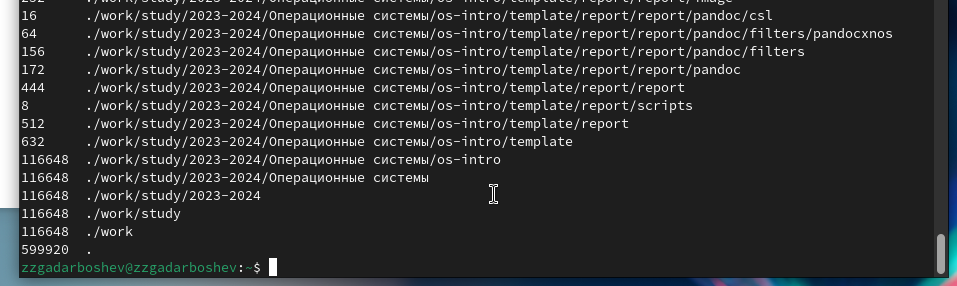 16      ./work/study/2023-2024/Операционные системы/os-intro/template/report/report/pandoc/csl
64      ./work/study/2023-2024/Операционные системы/os-intro/template/report/report/pandoc/filters/pandocxnos
156     ./work/study/2023-2024/Операционные системы/os-intro/template/report/report/pandoc/filters
172     ./work/study/2023-2024/Операционные системы/os-intro/template/report/report/pandoc
444     ./work/study/2023-2024/Операционные системы/os-intro/template/report/report
8       ./work/study/2023-2024/Операционные системы/os-intro/template/report/scripts
512     ./work/study/2023-2024/Операционные системы/os-intro/template/report
632     ./work/study/2023-2024/Операционные системы/os-intro/template
116648  ./work/study/2023-2024/Операционные системы/os-intro
116648  ./work/study/2023-2024/Операционные системы
116648  ./work/study/2023-2024
116648  ./work/study
116648  ./work
599920  .
zzgadarboshev@zzgadarboshev:~$